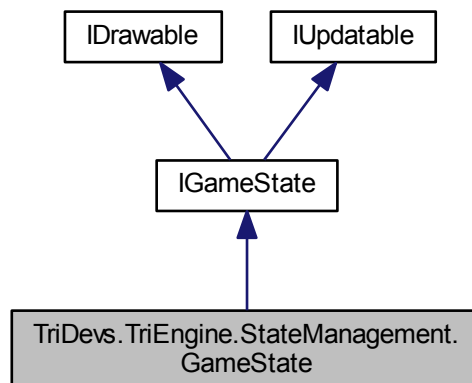 IDrawable
IUpdatable
IGameState
TriDevs.TriEngine.StateManagement.
GameState